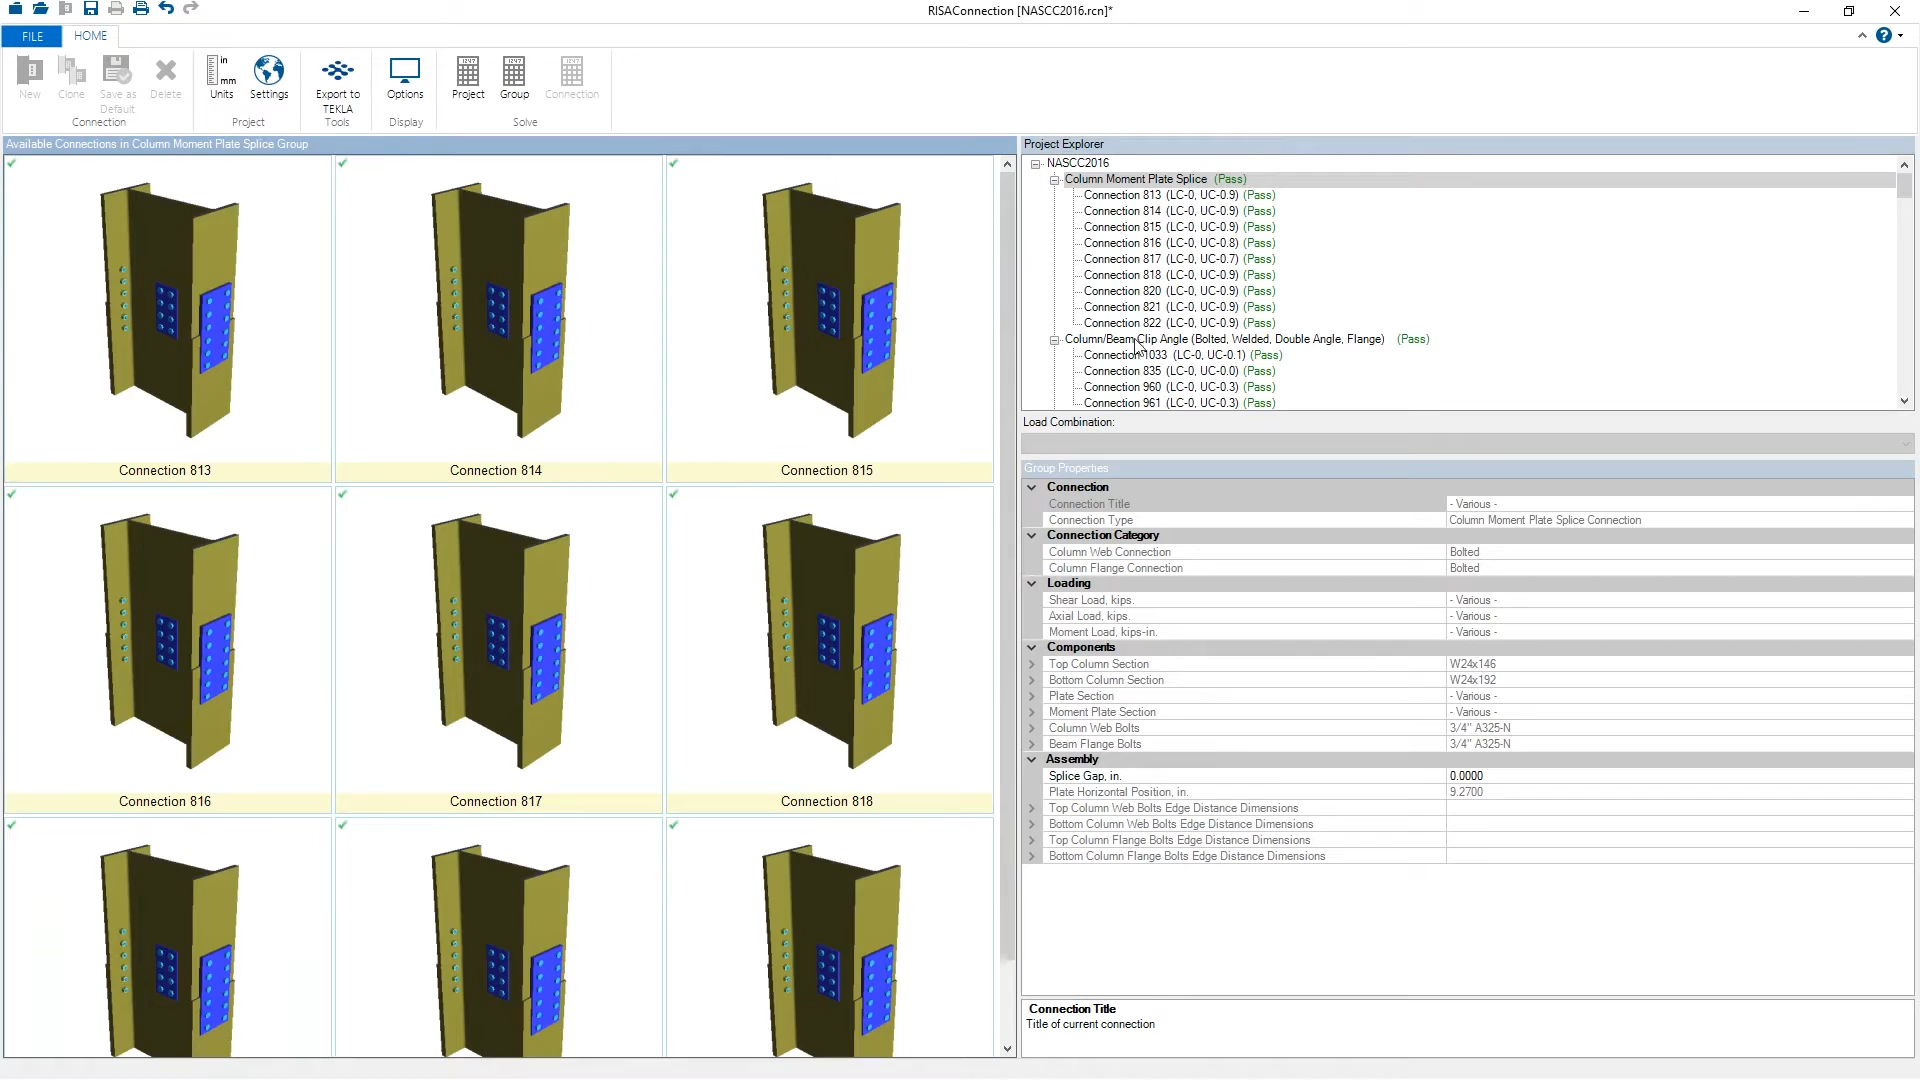 RISAConnection [NASCC2016.rcn]*
FILE
HOME
New
Clone
Save as
Default
Delete
Connection
in
mm
Units
Settings
Project
Export to
TEKLA
Tools
Options
Display
1247
Project
1247
Group
1247
Connection
Solve
Available Connections in Column Moment Plate Splice Group
Connection 813
Connection 814
Connection 815
Connection 816
Connection 817
Connection 818
Project Explorer
NASCC2016
Column Moment Plate Splice (Pass)
Connection 813 (LC-0, UC-0.9) (Pass)
Connection 814 (LC-0, UC-0.9) (Pass)
Connection 815 (LC-0, UC-0.9) (Pass)
Connection 816 (LC-0, UC-0.8) (Pass)
Connection 817 (LC-0, UC-0.7) (Pass)
Connection 818 (LC-0, UC-0.9) (Pass)
Connection 820 (LC-0, UC-0.9) (Pass)
Connection 821 (LC-0, UC-0.9) (Pass)
Connection 822 (LC-0, UC-0.9) (Pass)
Column/Beam Clip Angle (Bolted, Welded, Double Angle, Flange) (Pass)
Connection 1033 (LC-0, UC-0.1) (Pass)
Connection 835 (LC-0, UC-0.0) (Pass)
Connection 960 (LC-0, UC-0.3) (Pass)
Connection 961 (LC-0, UC-0.3) (Pass)
Load Combination:
Group Properties
Connection
Connection Title - Various -
Connection Type Column Moment Plate Splice Connection
Connection Category
Column Web Connection Bolted
Column Flange Connection Bolted
Loading
Shear Load, kips. - Various -
Axial Load, kips. - Various -
Moment Load, kips-in. - Various -
Components
Top Column Section W24x146
Bottom Column Section W24x192
Plate Section - Various -
Moment Plate Section - Various -
Column Web Bolts 3/4" A325-N
Beam Flange Bolts 3/4" A325-N
Assembly
Splice Gap, in. 0.0000
Plate Horizontal Position, in. 9.2700
Top Column Web Bolts Edge Distance Dimensions
Bottom Column Web Bolts Edge Distance Dimensions
Top Column Flange Bolts Edge Distance Dimensions
Bottom Column Flange Bolts Edge Distance Dimensions
Connection Title
Title of current connection